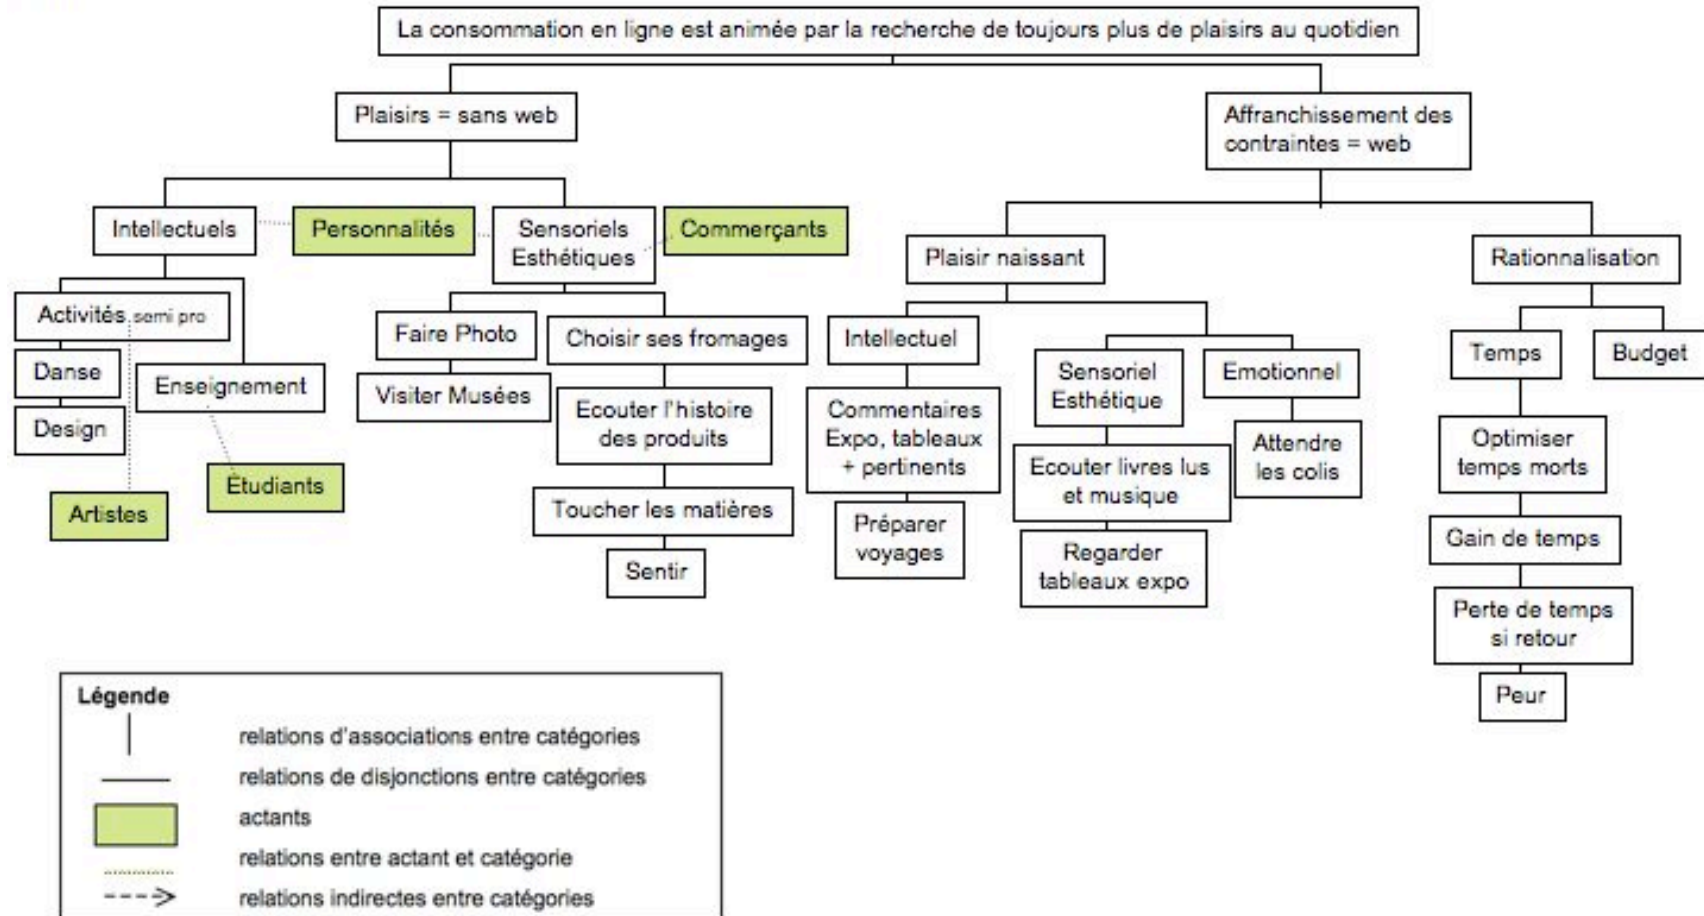 La consommation en ligne est animée par la recherche de toujours plus de plaisirs au quotidien
Plaisirs = sans web
Affranchissement des
contraintes = web
Intellectuels
Personnalités
Sensoriels
Esthétiques
Commerçants
Plaisir naissant
Rationnalisation
Activités semi pro
Danse
Design
Enseignement
Artistes
Etudiants
Faire Photo
Visiter Musées
Choisir ses fromages
Ecouter l'histoire
des produits
Toucher les matières
Sentir
Intellectuel
Commentaires
Expo, tableaux
+ pertinents
Préparer
voyages
Sensoriel
Esthétique
Ecouter livres lus
et musique
Regarder
tableaux expo
Emotionnel
Attendre
les colis
Temps
Budget
Optimiser
temps morts
Gain de temps
Perte de temps
si retour
Peur
Légende
relations d'associations entre catégories
relations de disjonctions entre catégories
actants
relations entre actant et catégorie
relations indirectes entre catégories